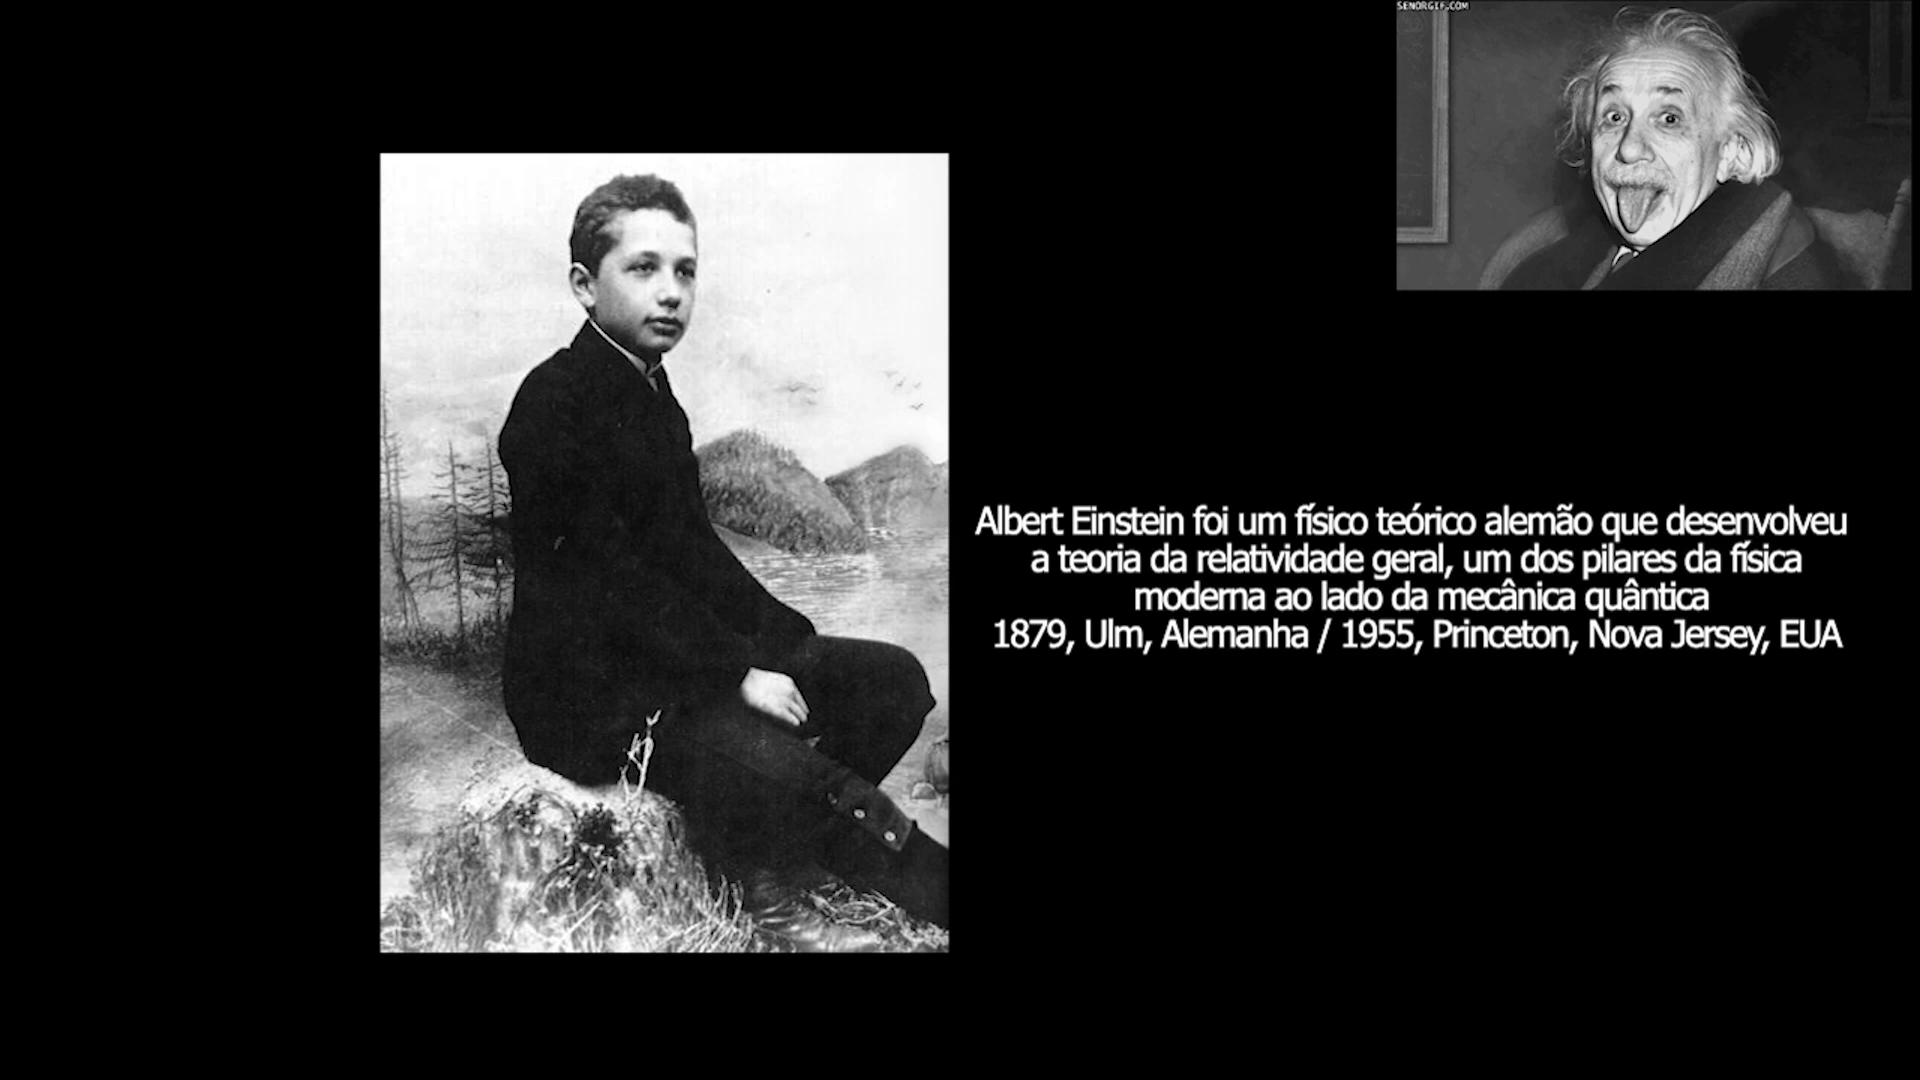 SENORGIF.COM
Albert Einstein foi um físico teórico alemão que desenvolveu
a teoria da relatividade geral, um dos pilares da física
moderna ao lado da mecânica quântica
1879, Ulm, Alemanha / 1955, Princeton, Nova Jersey, EUA